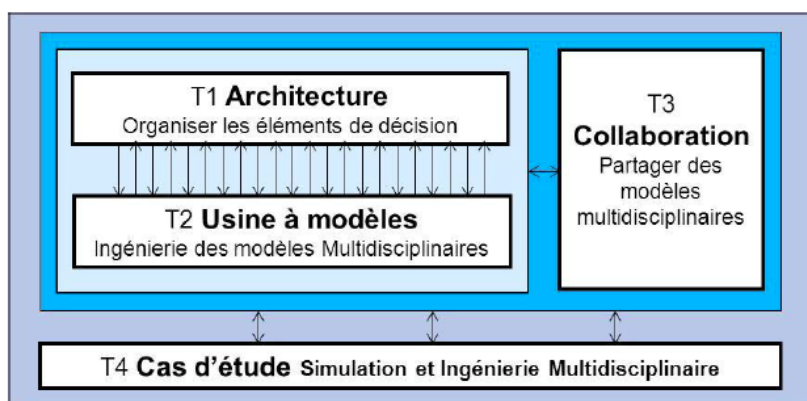 T1 Architecture
Organiser les éléments de décision
T2 Usine à modèles
Ingénierie des modèles Multidisciplinaires
T3
Collaboration
Partager des
modèles
multidisciplinaires
T4 Cas d’étude Simulation et Ingénierie Multidisciplinaire